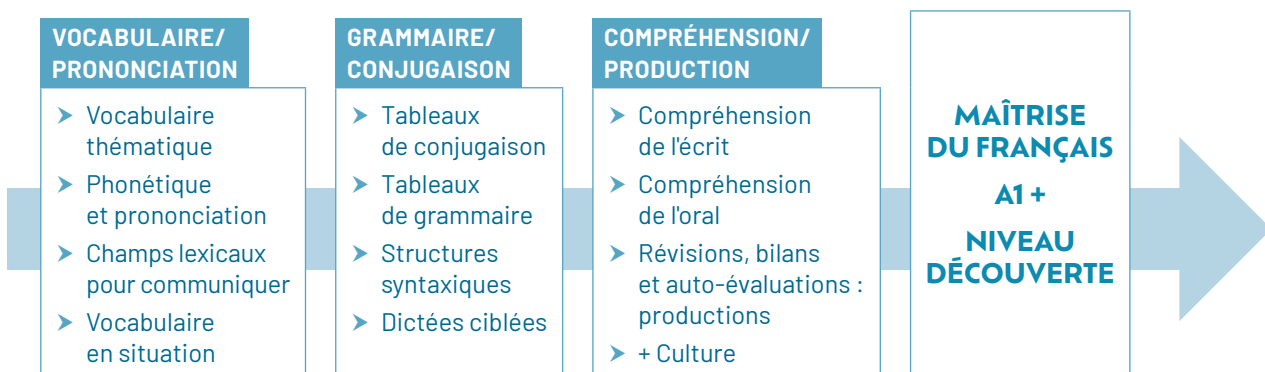 VOCABULAIRE/
PRONONCIATION
➤ Vocabulaire
thématique
➤ Phonétique
et prononciation
➤ Champs lexicaux
pour communiquer
➤ Vocabulaire
en situation
GRAMMAIRE/
CONJUGAISON
➤ Tableaux
de conjugaison
➤ Tableaux
de grammaire
➤ Structures
syntaxiques
➤ Dictées ciblées
COMPRÉHENSION/
PRODUCTION
➤ Compréhension
de l'écrit
➤ Compréhension
de l'oral
➤ Révisions, bilans
et auto-évaluations :
productions
➤ + Culture
MAÎTRISE
DU FRANÇAIS
A1 +
NIVEAU
DÉCOUVERTE